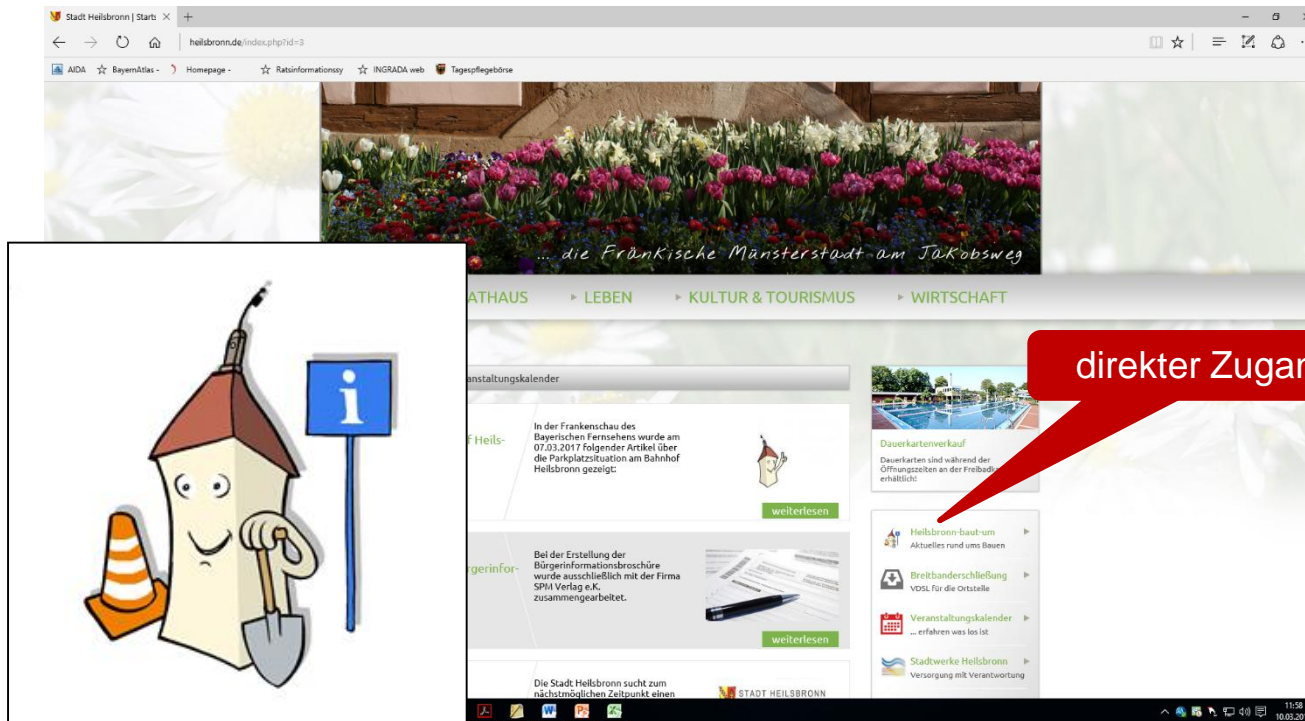 Stadt Heilsbronn | Starts
heilsbronn.de/index.php?id=3
AIDA
BayernAtlas -
Homepage -
Ratsinformationssy
INGRADA web
Tagespflegebörse
... die Fränkische Münsterstadt am Jakobsweg
ATHAUS
LEBEN
KULTUR & TOURISMUS
WIRTSCHAFT
direkter Zugan
anstaltungskalender
f Heils-
In der Frankenschau des
Bayerischen Fernsehens wurde am
07.03.2017 folgender Artikel über
die Parkplatzsituation am Bahnhof
Heilsbronn gezeigt:
weiterlesen
rgerinfor-
Bei der Erstellung der
Bürgerinformationsbroschüre
wurde ausschließlich mit der Firma
SPM Verlag e.K.
zusammengearbeitet.
weiterlesen
Die Stadt Heilsbronn sucht zum
nächstmöglichen Zeitpunkt einen
STADT HEILSBRONN
Dauerkartenverkauf
Dauerkarten sind während der
Öffnungszeiten an der
erhältlich!
Heilsbronn-baut-um
Aktuelles rund ums Bauen
Breitbanderschließung
VDSL für die Ortsteile
Veranstaltungskalender
... erfahren was los ist
Stadtwerke Heilsbronn
Versorgung mit Verantwortung
i
11:58
10.03.20